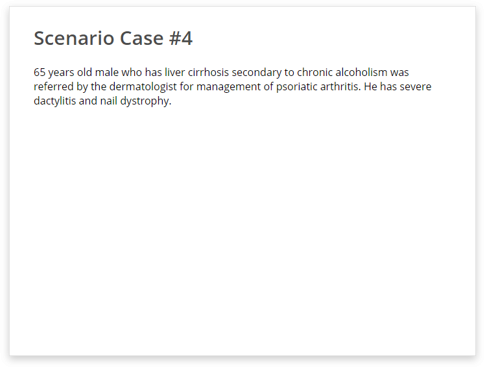 Scenario Case #4
65 years old male who has liver cirrhosis secondary to chronic alcoholism was
referred by the dermatologist for management of psoriatic arthritis. He has severe
dactylitis and nail dystrophy.